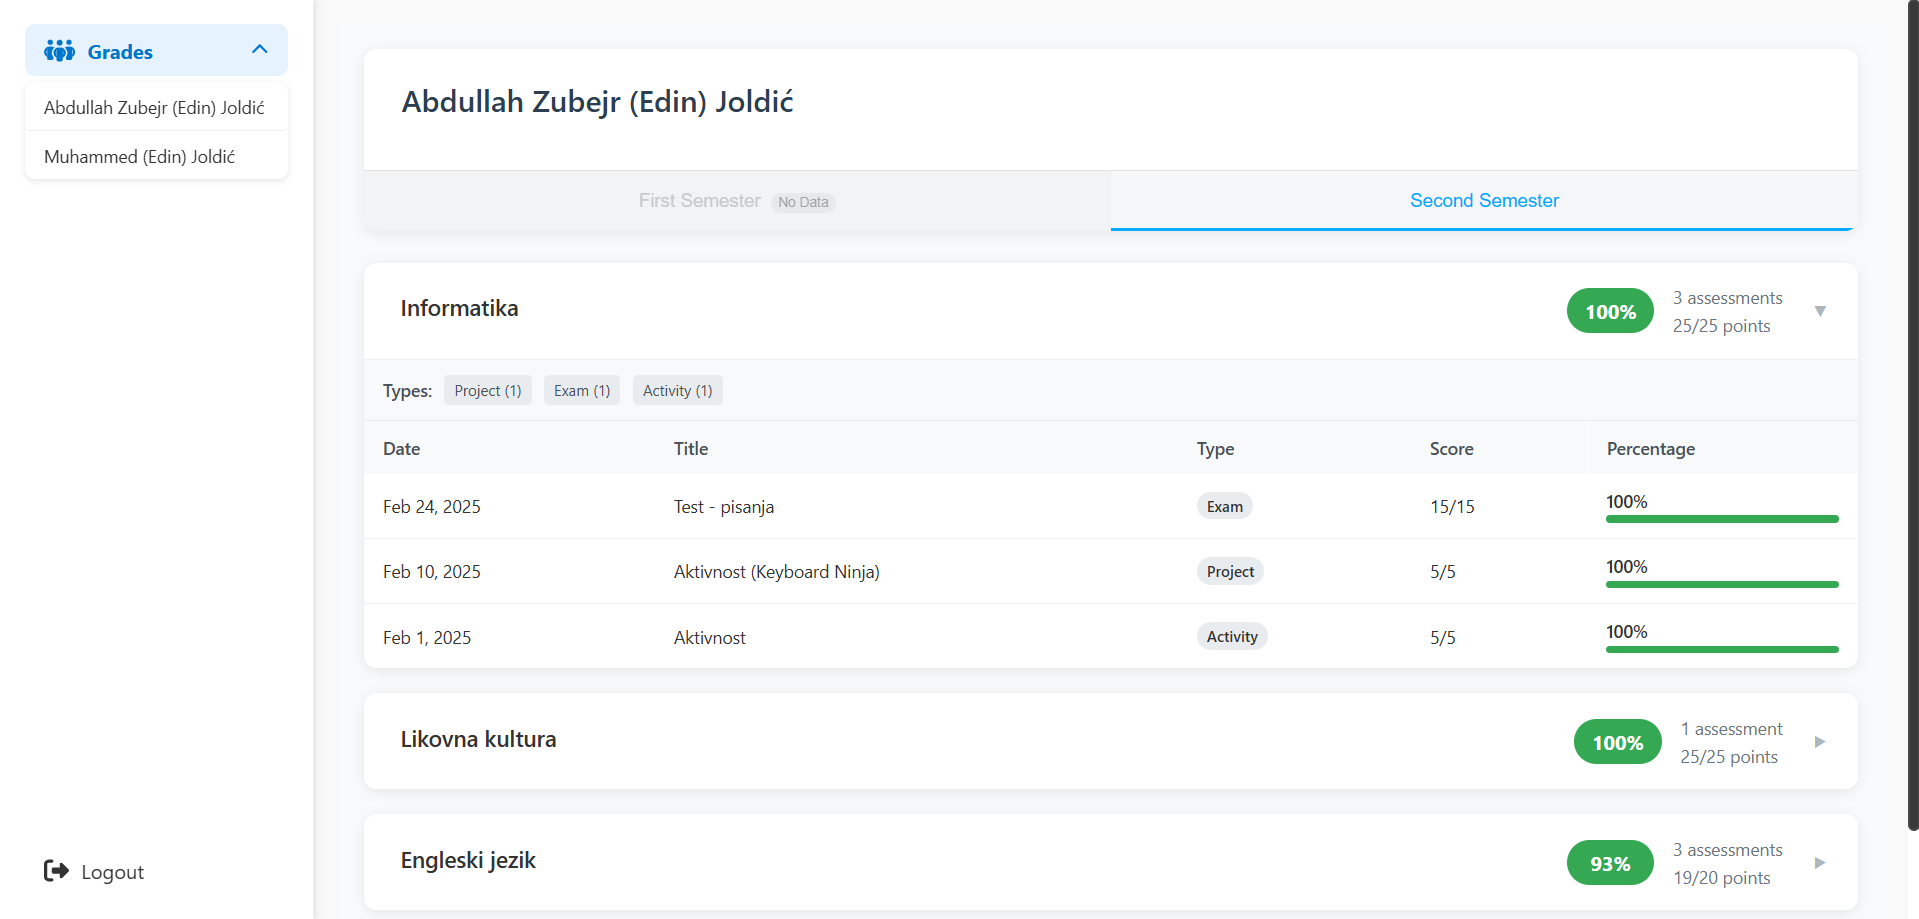 Grades
Abdullah Zubejr (Edin) Joldić
Muhammed (Edin) Joldić
Logout
Abdullah Zubejr (Edin) Joldić
First Semester No Data
Second Semester
Informatika
100%
3 assessments
25/25 points
Types: Project (1) Exam (1) Activity (1)
Date Title Type Score Percentage
Feb 24, 2025 Test - pisanja Exam 15/15 100%
Feb 10, 2025 Aktivnost (Keyboard Ninja) Project 5/5 100%
Feb 1, 2025 Aktivnost Activity 5/5 100%
Likovna kultura
100%
1 assessment
25/25 points
Engleski jezik
93%
3 assessments
19/20 points